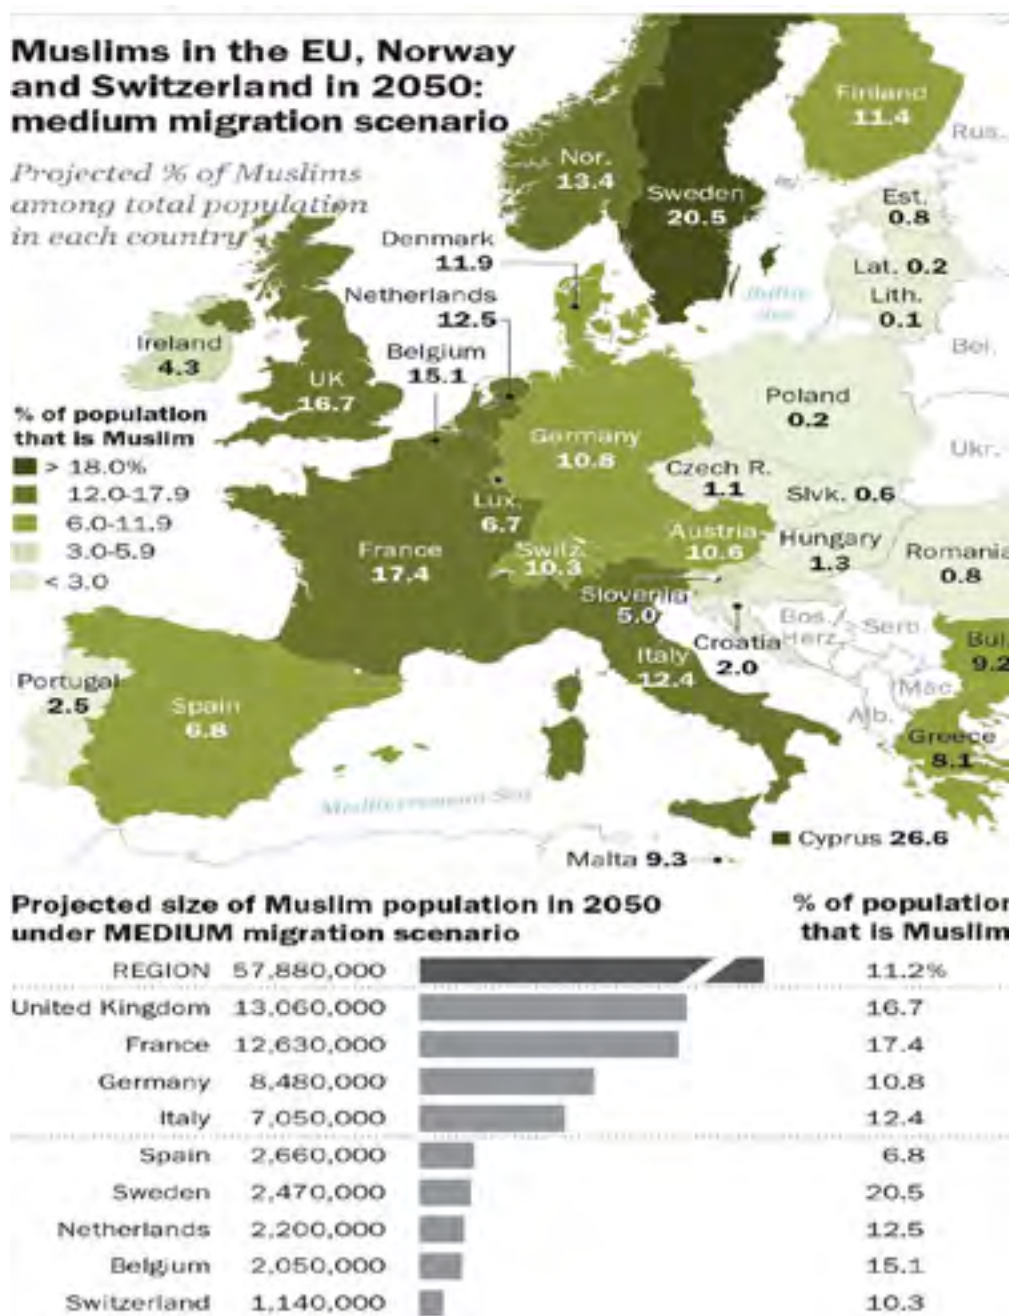 Muslims in the EU, Norway
and Switzerland in 2050:
medium migration scenario
Projected % of Muslims
among total population
in each country
Finland
11.4
Rus.
Nor.
13.4
Sweden
20.5
Est.
0.8
Denmark
11.9
Lat. 0.2
Netherlands
12.5
Lith.
0.1
Baltic
Sea
Ireland
4.3
Belgium
15.1
Bel.
UK
16.7
Poland
0.2
% of population
that is Muslim
> 18.0%
12.0-17.9
6.0-11.9
3.0-5.9
< 3.0
Germany
10.8
Ukr.
Czech R.
1.1
Slvk. 0.6
Lux.
6.7
France
17.4
Switz.
10.3
Austria
10.6
Hungary
1.3
Romania
0.8
Slovenia
5.0
Croatia
2.0
Bos./
Herz.
Serb.
Bul.
9.2
Italy
12.4
Mac.
Alb.
Portugal
2.5
Spain
6.8
Greece
8.1
Mediterranean Sea
Cyprus 26.6
Malta 9.3
Projected size of Muslim population in 2050
under MEDIUM migration scenario
% of population
that is Muslim
REGION 57,880,000 11.2%
United Kingdom 13,060,000 16.7
France 12,630,000 17.4
Germany 8,480,000 10.8
Italy 7,050,000 12.4
Spain 2,660,000 6.8
Sweden 2,470,000 20.5
Netherlands 2,200,000 12.5
Belgium 2,050,000 15.1
Switzerland 1,140,000 10.3